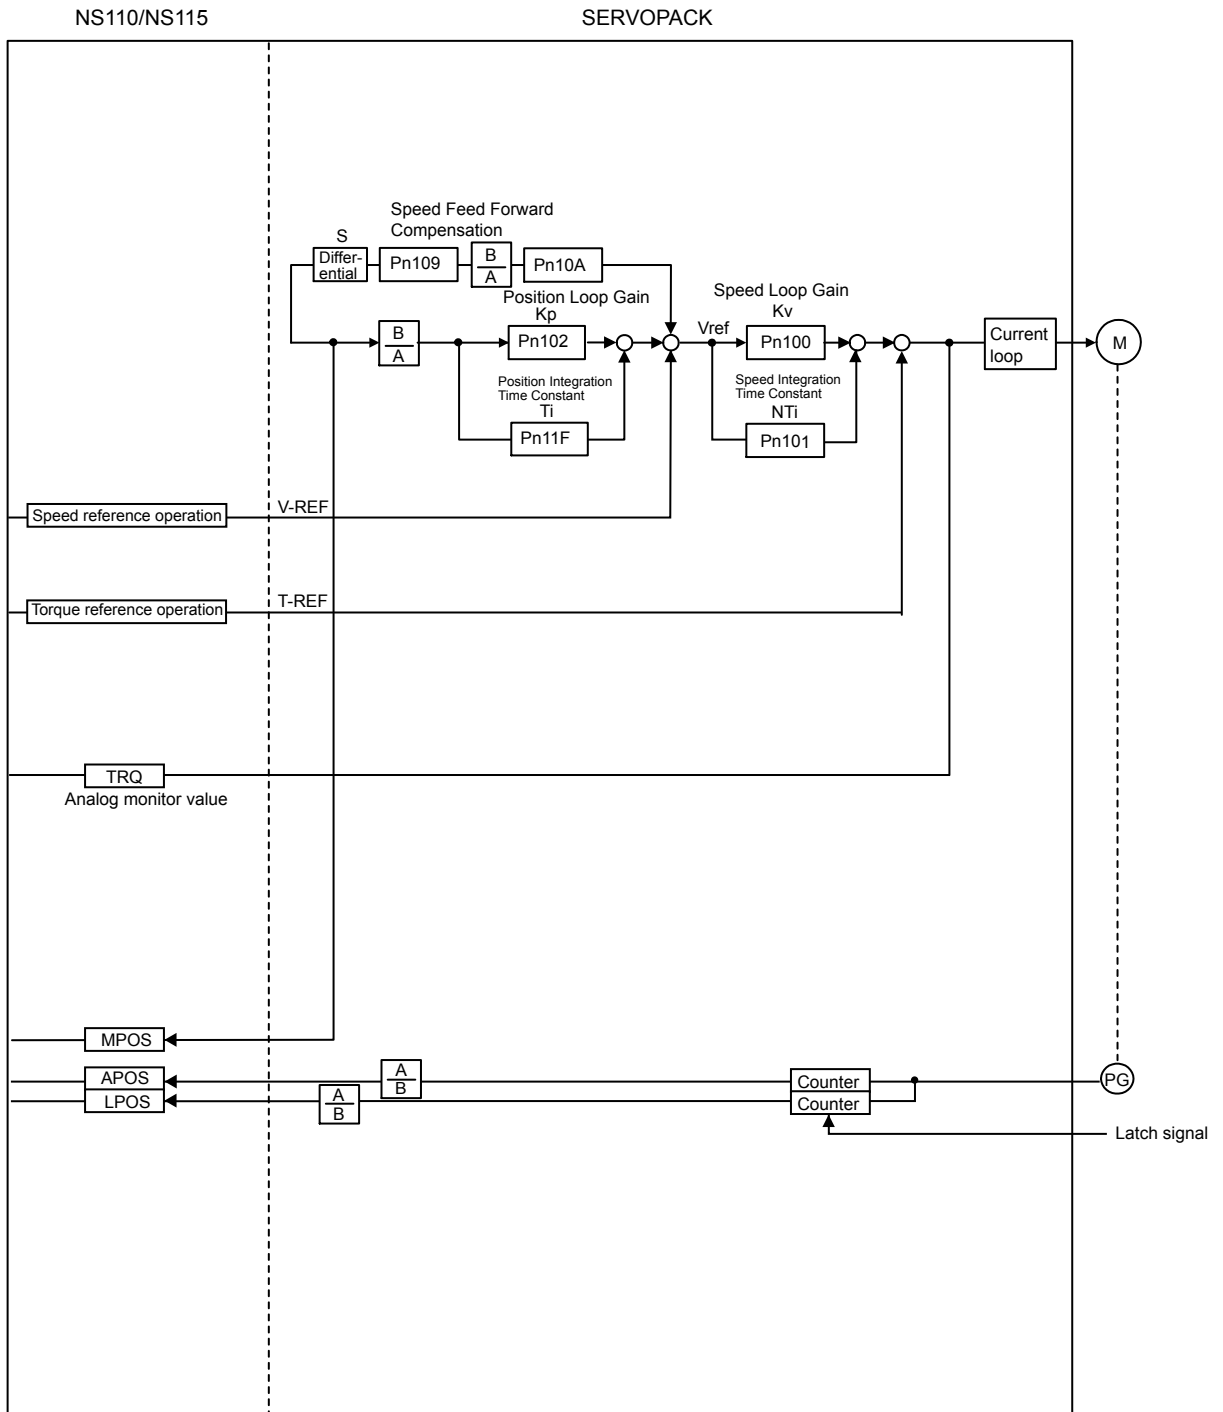 NS110/NS115
SERVOPACK
Speed Feed Forward
Compensation
S
Differ-
ential
Pn109
B
A
Pn10A
Position Loop Gain
Kp
Speed Loop Gain
Kv
B
A
Pn102
Vref
Pn100
Current
loop
M
Position Integration
Time Constant
Ti
Speed Integration
Time Constant
NTi
Pn11F
Pn101
Speed reference operation
V-REF
Torque reference operation
T-REF
TRQ
Analog monitor value
MPOS
APOS
A
B
Counter
PG
LPOS
A
B
Counter
Latch signal